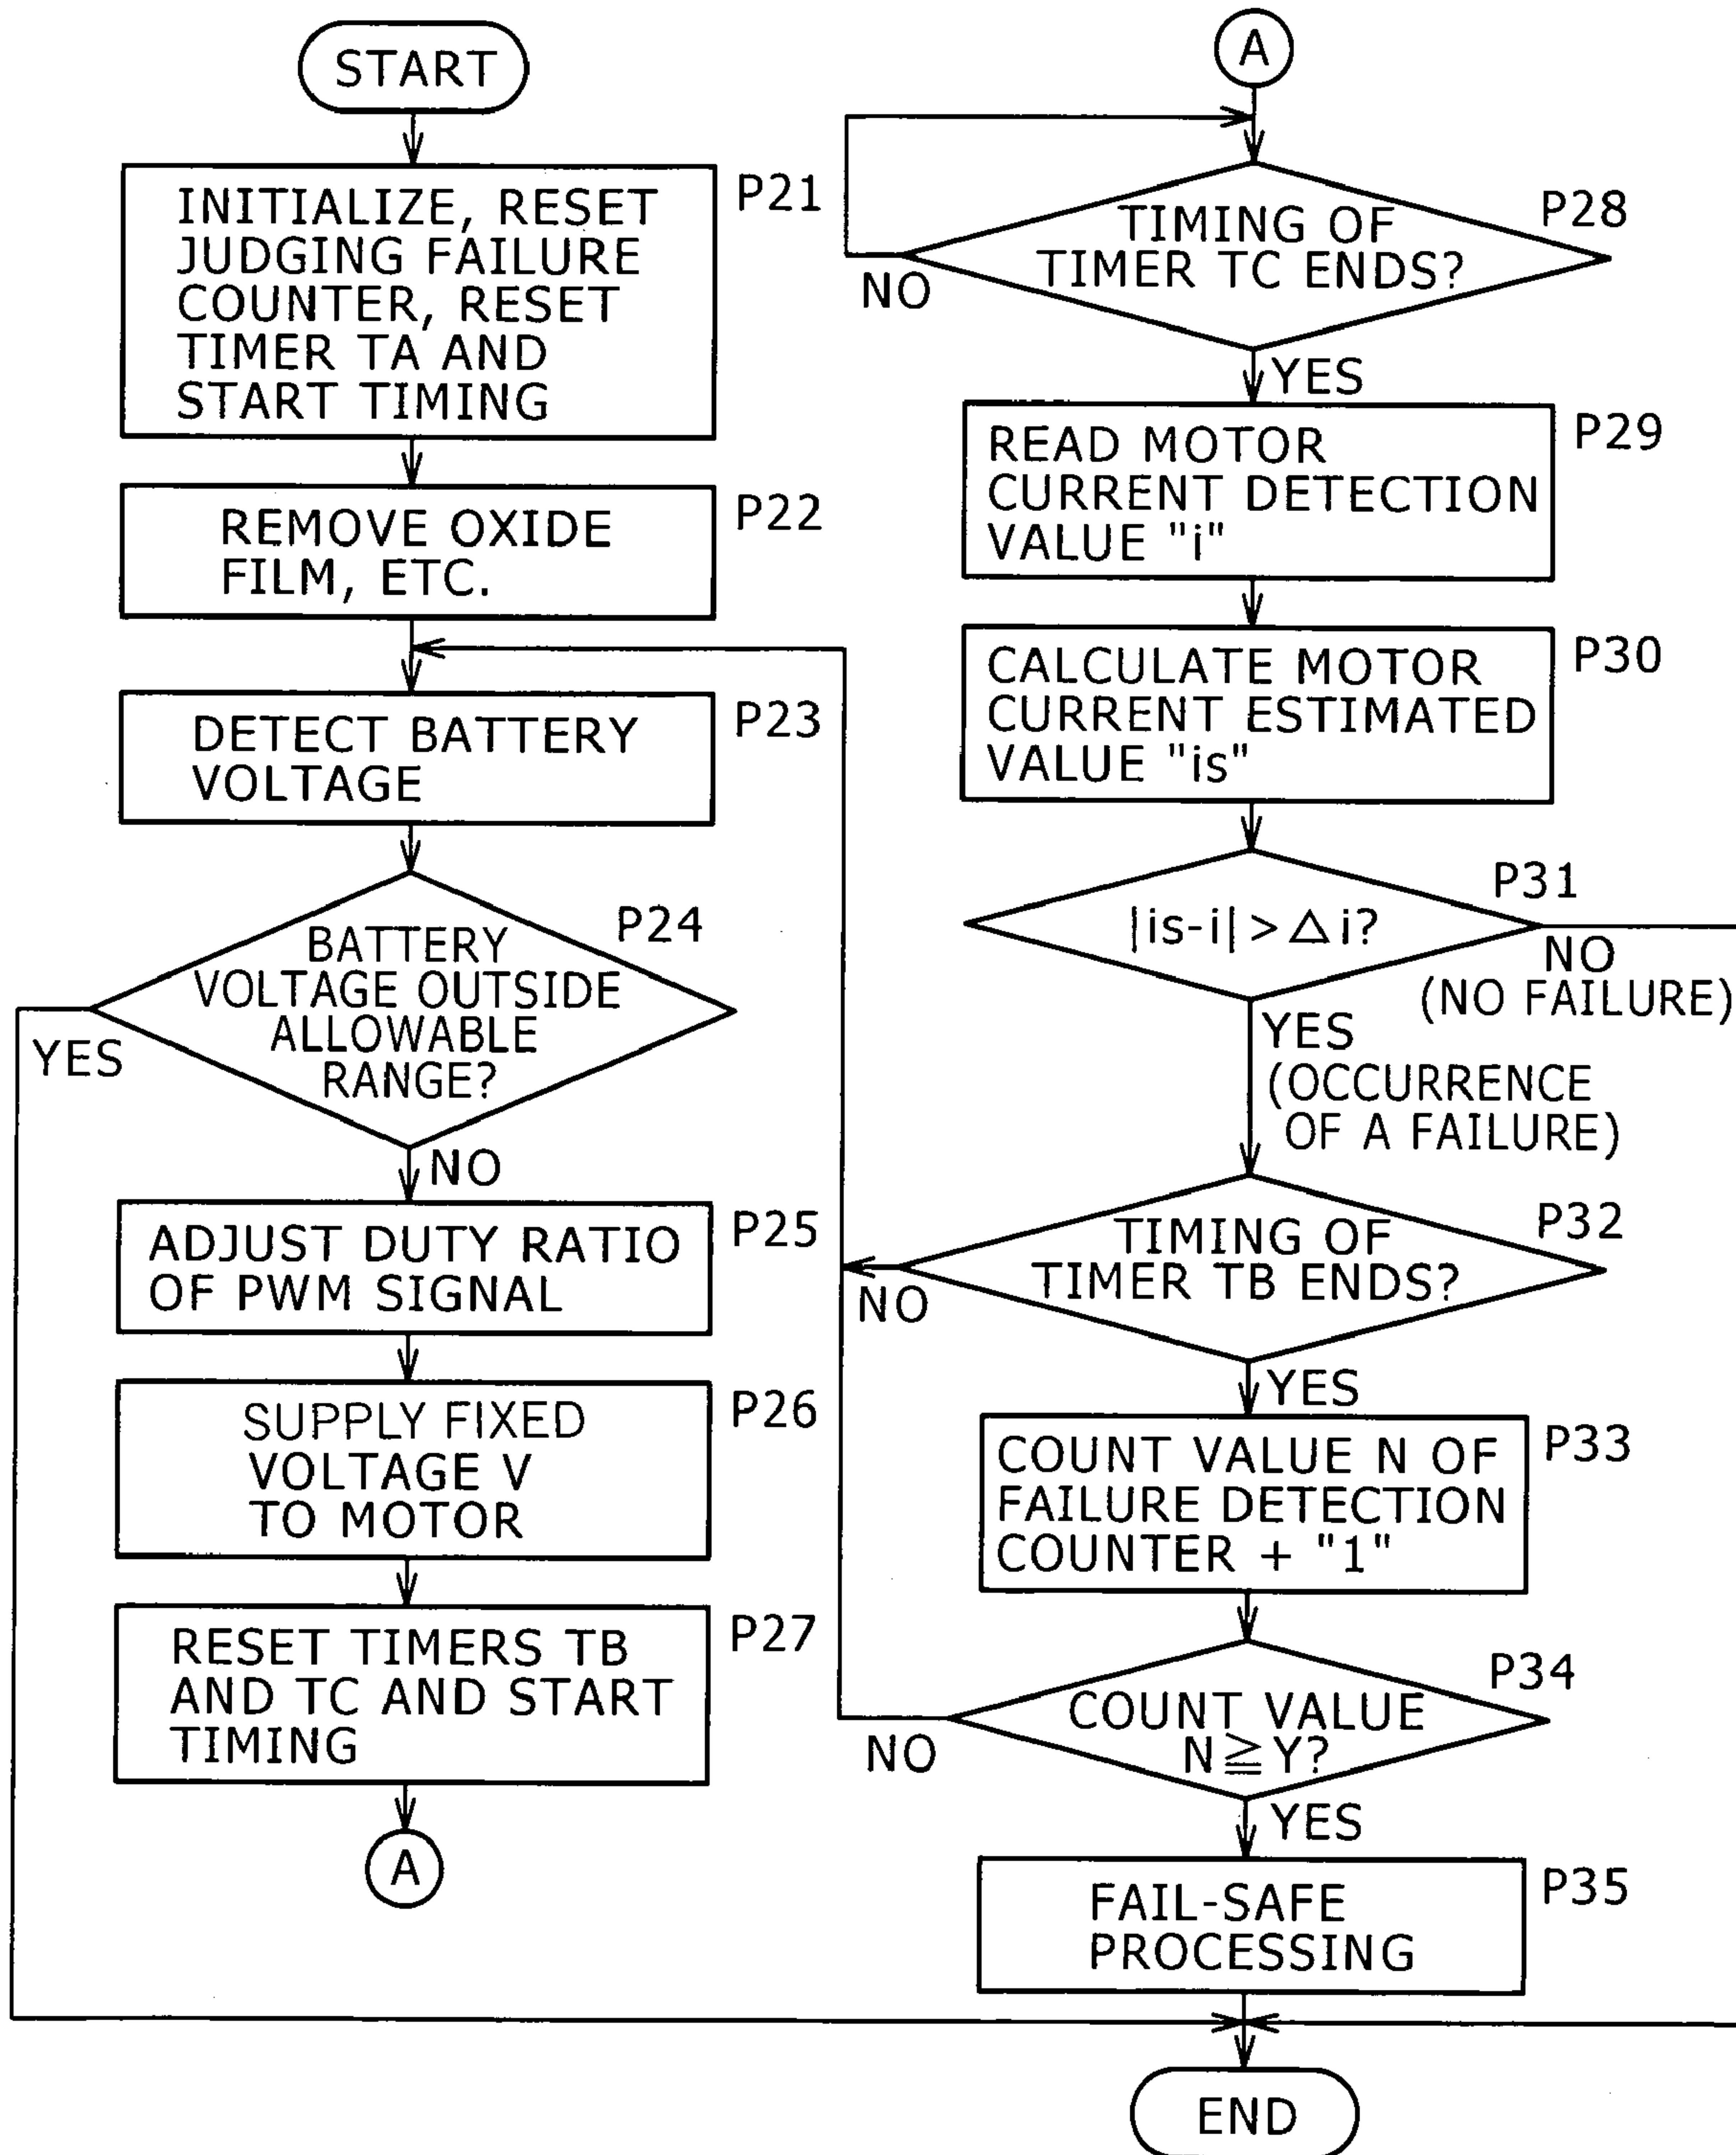 START
INITIALIZE, RESET
JUDGING FAILURE
COUNTER, RESET
TIMER TA AND
START TIMING
P21
REMOVE OXIDE
FILM, ETC.
P22
DETECT BATTERY
VOLTAGE
P23
BATTERY
VOLTAGE OUTSIDE
ALLOWABLE
RANGE?
P24
YES
NO
ADJUST DUTY RATIO
OF PWM SIGNAL
P25
SUPPLY FIXED
VOLTAGE V
TO MOTOR
P26
RESET TIMERS TB
AND TC AND START
TIMING
P27
A
A
TIMING OF
TIMER TC ENDS?
P28
NO
YES
READ MOTOR
CURRENT DETECTION
VALUE "i"
P29
CALCULATE MOTOR
CURRENT ESTIMATED
VALUE "is"
P30
|is-i| > △ i?
P31
NO
(NO FAILURE)
YES
(OCCURRENCE
OF A FAILURE)
TIMING OF
TIMER TB ENDS?
P32
NO
YES
COUNT VALUE N OF
FAILURE DETECTION
COUNTER + "1"
P33
COUNT VALUE
N≧Y?
P34
NO
YES
FAIL-SAFE
PROCESSING
P35
END